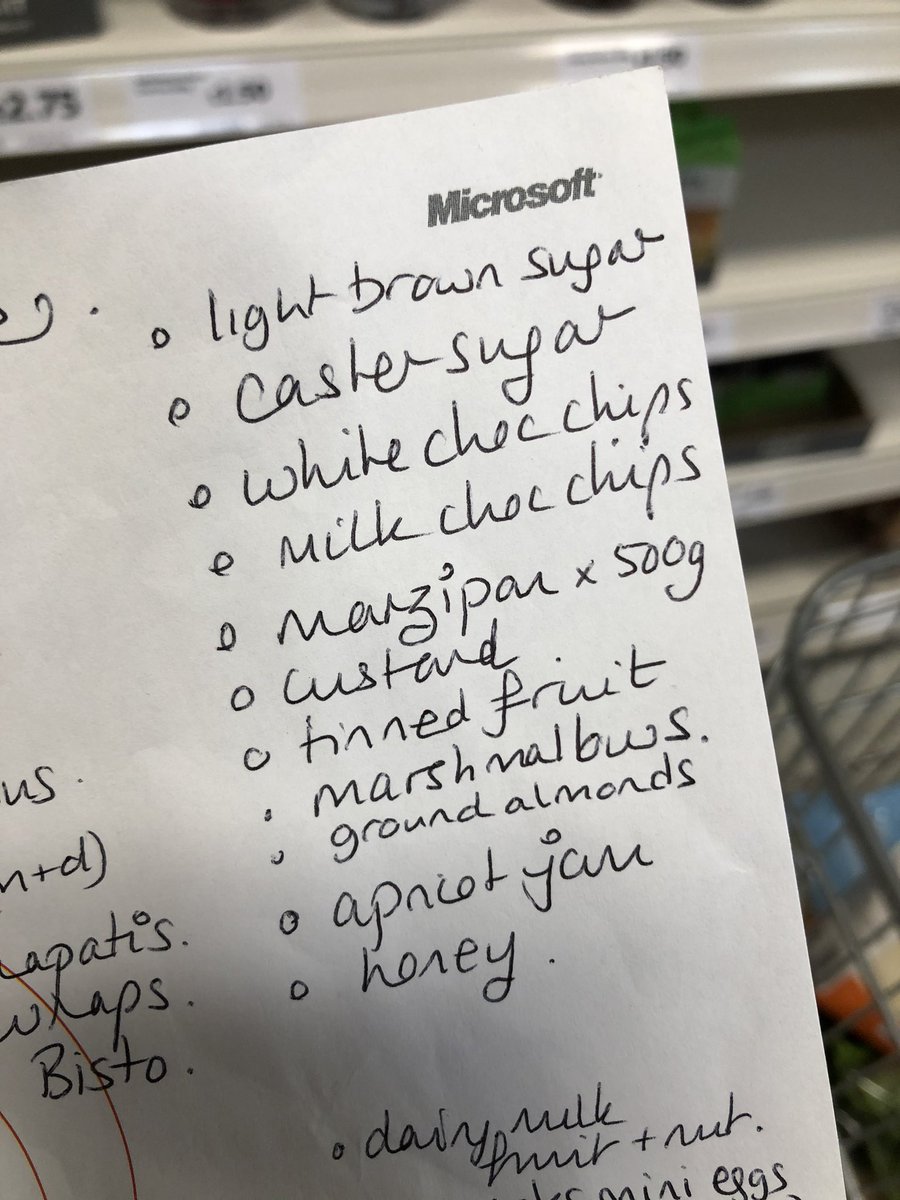 2.75
Microsoft
light brown sugar
caster sugar
white choc chips
milk choc chips
marzipan x 500g
custard
tinned fruit
marshmallows.
ground almonds
apricot jam
honey.
us.
n+d)
apatis.
wraps.
Bisto.
dairy milk
fruit + nut.
mini eggs